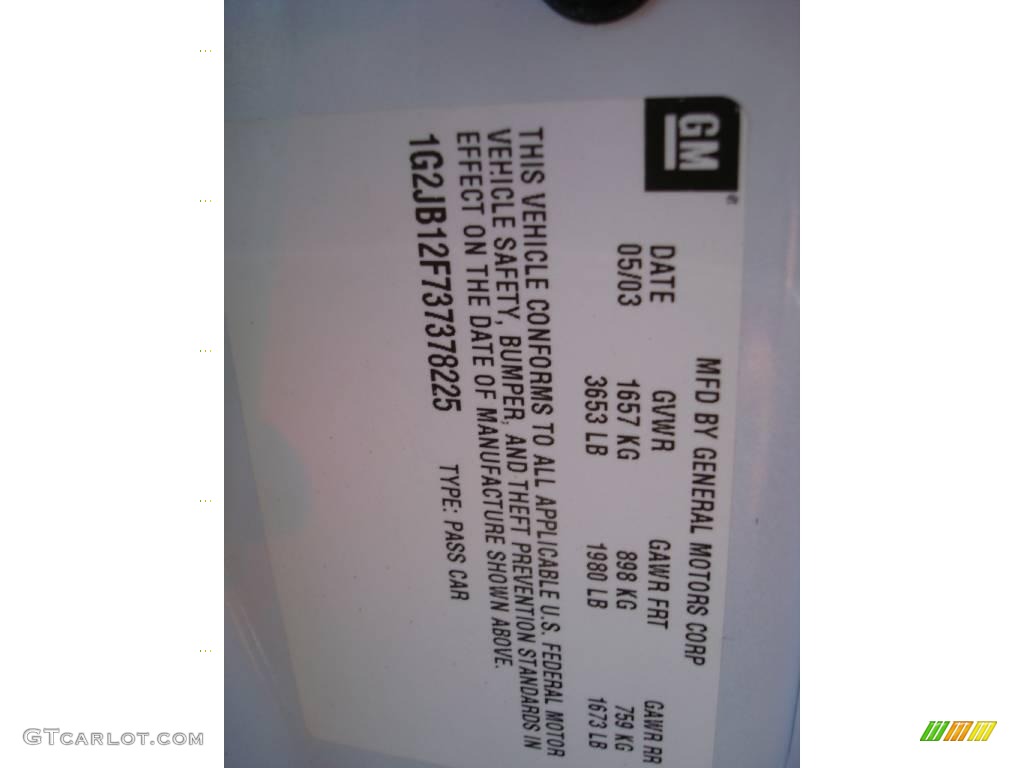 GM
MFD BY GENERAL MOTORS CORP
DATE GVWR GAWR FRT GAWR RR
05/03 1657 KG 898 KG 759 KG
3653 LB 1980 LB 1673 LB
THIS VEHICLE CONFORMS TO ALL APPLICABLE U.S. FEDERAL MOTOR
VEHICLE SAFETY, BUMPER, AND THEFT PREVENTION STANDARDS IN
EFFECT ON THE DATE OF MANUFACTURE SHOWN ABOVE.
1G2JB12F737378225 TYPE: PASS CAR
GTcarlot.com